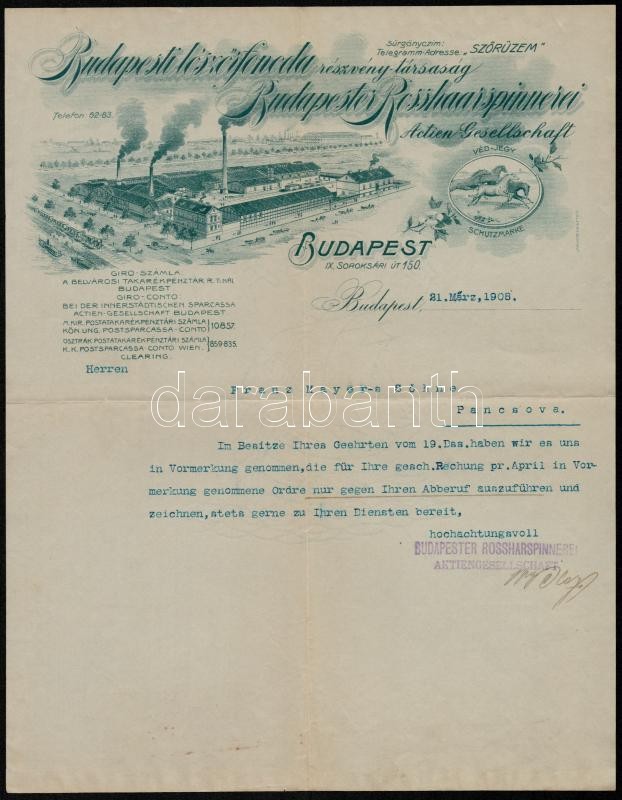 Sürgönyczim:
Telegramm-Adresse: „SZŐRÜZEM"
Budapesti lószőrfonoda részvény-társaság
Budapester Rosshaarspinnerei
Actien-Gesellschaft
Telefon: 62-83.
VÉD-JEGY
SCHUTZMARKE
BUDAPEST
IX. SOROKSÁRI ÚT 150.
GIRO-SZÁMLA
A BELVÁROSI TAKARÉKPÉNZTÁR R.T.NÁL
BUDAPEST
GIRO-CONTO
BEI DER INNERSTÄDTISCHEN SPARCASSA
ACTIEN-GESELLSCHAFT BUDAPEST
M. KIR. POSTATAKARÉKPÉNZTÁRI SZÁMLA
KÖN. UNG. POSTSPARCASSA-CONTO } 10857.
OSZTRÁK POSTATAKARÉKPÉNZTÁRI SZÁMLA
K. K. POSTSPARCASSA-CONTO WIEN. } 859835.
CLEARING.
Budapest, 21. März, 1908.
Herren
Franz Mayer-s Söhne
Pancsova.
darabanth
Im Besitze Ihres Geehrten vom 19.Das.haben wir es uns
in Vormerkung genommen,die für Ihre gesch.Rechung pr.April in Vor-
merkung genommene Ordre nur gegen Ihren Abberuf auszuführen und
zeichnen,stets gerne zu Ihren Diensten bereit,
hochachtungsvoll
BUDAPESTER ROSSHARSPINNEREI
AKTIENGESELLSCHAFT